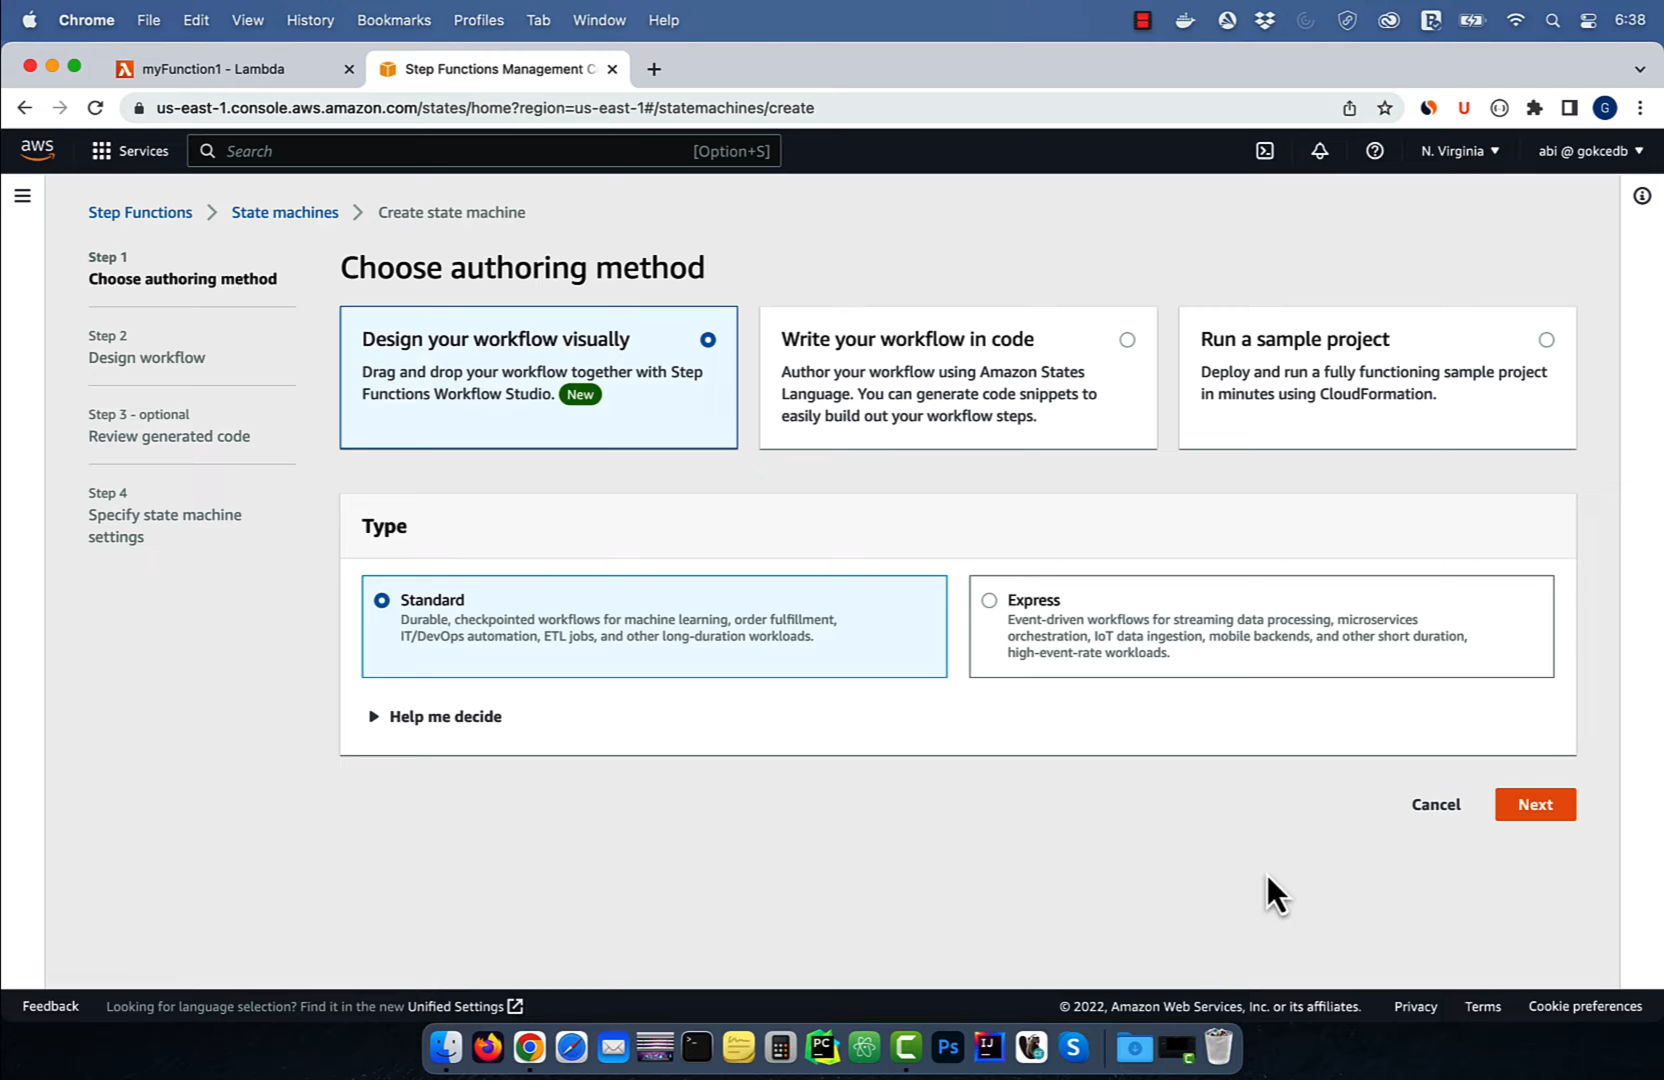 Chrome File Edit View History Bookmarks Profiles Tab Window Help 6:38
myFunction1 - Lambda Step Functions Management C
us-east-1.console.aws.amazon.com/states/home?region=us-east-1#/statemachines/create U G
aws Services Search [Option+S] N. Virginia abi @ gokcedb
Step Functions State machines Create state machine
Step 1
Choose authoring method
Step 2
Design workflow
Step 3 - optional
Review generated code
Step 4
Specify state machine
settings
Choose authoring method
Design your workflow visually
Drag and drop your workflow together with Step
Functions Workflow Studio. New
Write your workflow in code
Author your workflow using Amazon States
Language. You can generate code snippets to
easily build out your workflow steps.
Run a sample project
Deploy and run a fully functioning sample project
in minutes using CloudFormation.
Type
Standard
Durable, checkpointed workflows for machine learning, order fulfillment,
IT/DevOps automation, ETL jobs, and other long-duration workloads.
Express
Event-driven workflows for streaming data processing, microservices
orchestration, IoT data ingestion, mobile backends, and other short duration,
high-event-rate workloads.
Help me decide
Cancel Next
Feedback Looking for language selection? Find it in the new Unified Settings © 2022, Amazon Web Services, Inc. or its affiliates. Privacy Terms Cookie preferences
PC Ps IJ